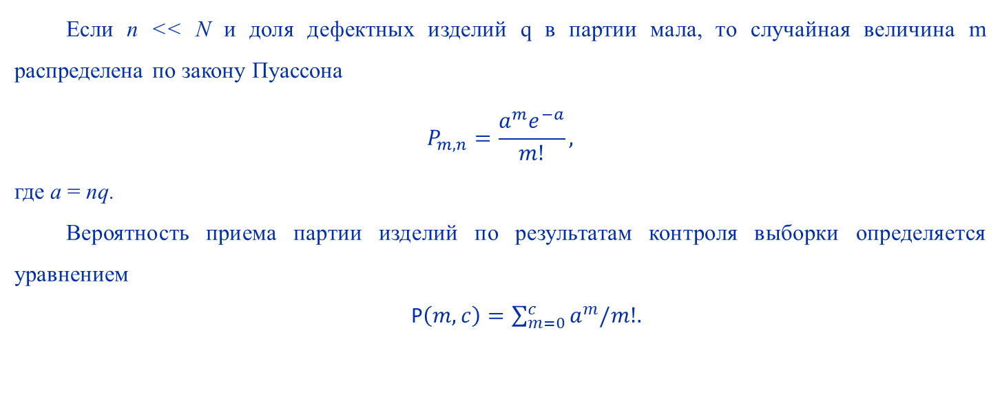 Если n << N и доля дефектных изделий q в партии мала, то случайная величина m
распределена по закону Пуассона
P_{m,n} = \frac{a^m e^{-a}}{m!},
где a = nq.
Вероятность приема партии изделий по результатам контроля выборки определяется
уравнением
P(m, c) = \sum_{m=0}^{c} a^m/m!.